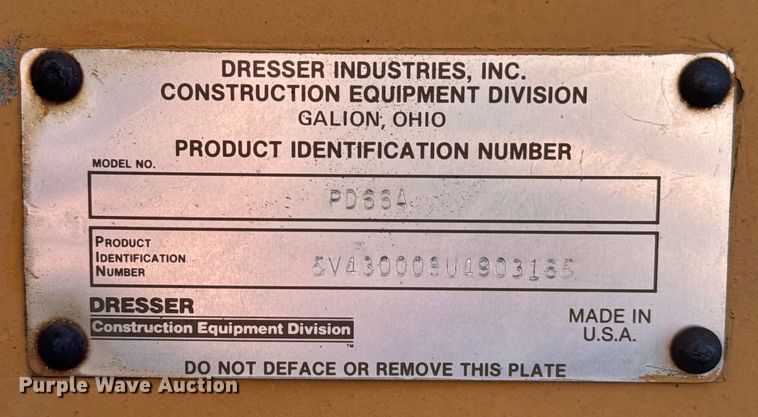 DRESSER INDUSTRIES, INC.
CONSTRUCTION EQUIPMENT DIVISION
GALION, OHIO
PRODUCT IDENTIFICATION NUMBER
MODEL NO.
PD66A
PRODUCT
IDENTIFICATION
NUMBER
DRESSER
Construction Equipment Division
TM
MADE IN
U.S.A.
DO NOT DEFACE OR REMOVE THIS PLATE
Purple Wave Auction